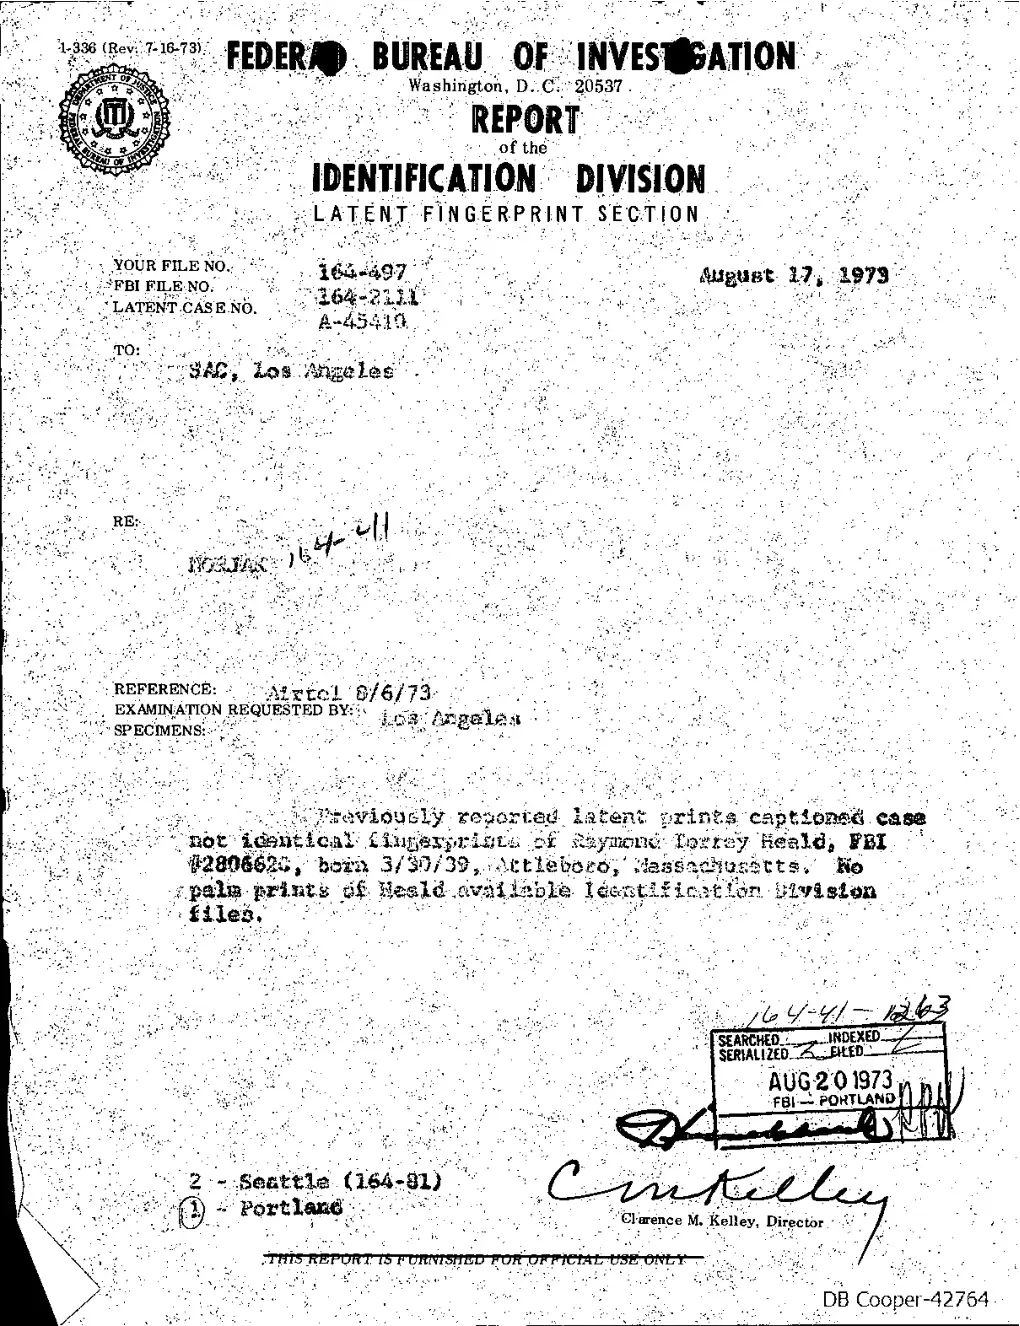 1-336 (Rev. 7-16-73)
FEDERAL BUREAU OF INVESTIGATION
Washington, D. C. 20537
REPORT
of the
IDENTIFICATION DIVISION
LATENT FINGERPRINT SECTION
YOUR FILE NO. 164-497
FBI FILE NO. 164-2111
LATENT CASE NO. A-45410
August 17, 1973
TO:
SAC, Los Angeles
RE:
NORJAK 164-41
REFERENCE: Airtel 8/6/73
EXAMINATION REQUESTED BY: Los Angeles
SPECIMENS:
Previously reported latent prints captioned case
not identical fingerprints of Raymond Torrey Heald, FBI
born 3/30/39, Attleboro, Massachusetts. No
palm prints of Heald available Identification Division
files.
164-41-1263
SEARCHED INDEXED
SERIALIZED FILED
AUG 20 1973
FBI — PORTLAND
2 - Seattle (164-81)
1 - Portland
CMKelley
Clarence M. Kelley, Director
THIS REPORT IS FURNISHED FOR OFFICIAL USE ONLY
DB Cooper-42764